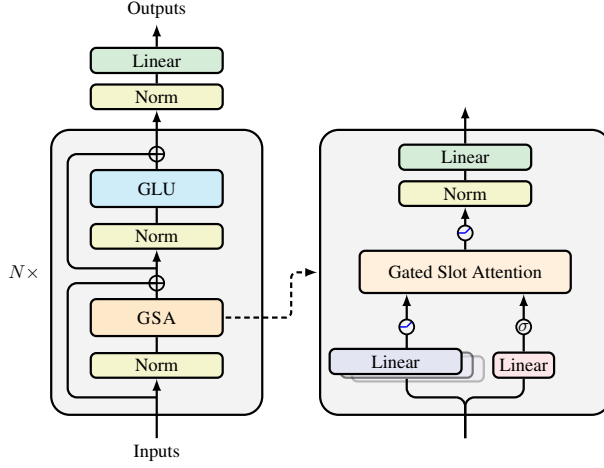 Outputs
Linear
Norm
GLU
Norm
N×
GSA
Norm
Inputs
Linear
Norm
Gated Slot Attention
σ
Linear
Linear